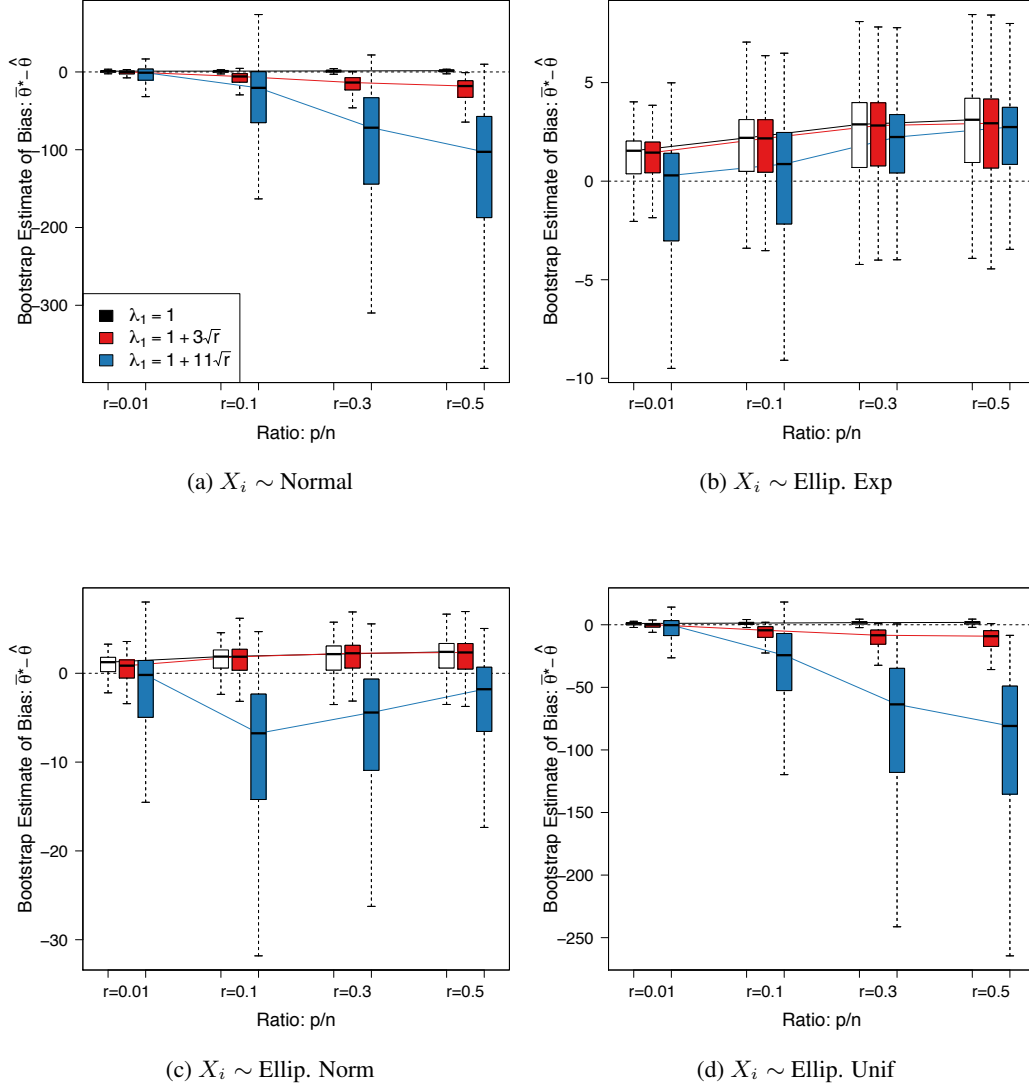 Bootstrap Estimate of Bias: θ̅*− θ̂
0
−100
−200
−300
λ₁ = 1
λ₁ = 1 + 3√r
λ₁ = 1 + 11√r
r=0.01 r=0.1 r=0.3 r=0.5
Ratio: p/n
(a) Xᵢ ∼ Normal
Bootstrap Estimate of Bias: θ̅*− θ̂
5
0
−5
−10
r=0.01 r=0.1 r=0.3 r=0.5
Ratio: p/n
(b) Xᵢ ∼ Ellip. Exp
Bootstrap Estimate of Bias: θ̅*− θ̂
0
−10
−20
−30
r=0.01 r=0.1 r=0.3 r=0.5
Ratio: p/n
(c) Xᵢ ∼ Ellip. Norm
Bootstrap Estimate of Bias: θ̅*− θ̂
0
−50
−100
−150
−200
−250
r=0.01 r=0.1 r=0.3 r=0.5
Ratio: p/n
(d) Xᵢ ∼ Ellip. Unif